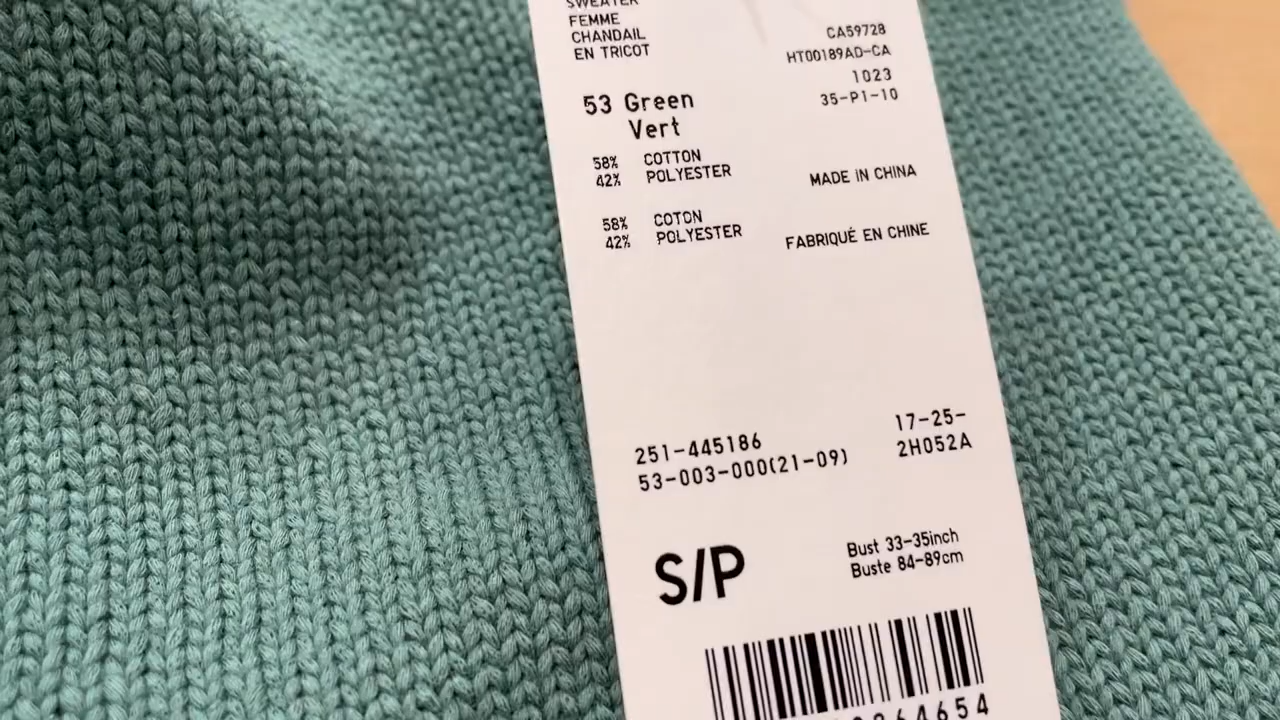 SWEATER
FEMME
CHANDAIL
EN TRICOT
CA59728
HT00189AD-CA
1023
35-P1-10
53 Green
Vert
58% COTTON
42% POLYESTER
MADE IN CHINA
58% COTON
42% POLYESTER
FABRIQUÉ EN CHINE
251-445186
53-003-000(21-09)
17-25-
2H052A
S/P
Bust 33-35inch
Buste 84-89cm